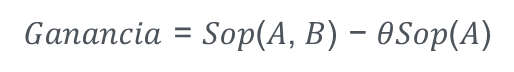 Ganancia = Sop(A, B) − θSop(A)